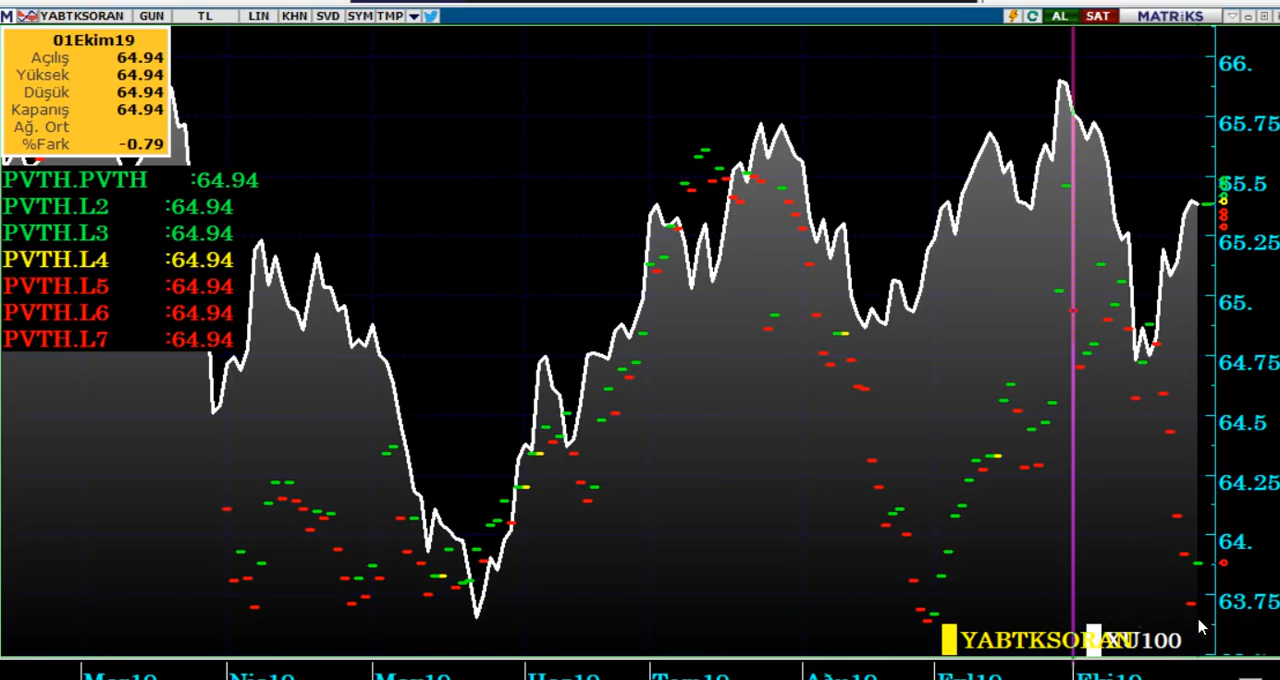 M YABTKSORAN GUN TL LIN KHN SVD SYM TMP AL SAT MATRiKS
01Ekim19
Açılış 64.94
Yüksek 64.94
Düşük 64.94
Kapanış 64.94
Ağ. Ort
%Fark -0.79
PVTH.PVTH :64.94
PVTH.L2 :64.94
PVTH.L3 :64.94
PVTH.L4 :64.94
PVTH.L5 :64.94
PVTH.L6 :64.94
PVTH.L7 :64.94
66.
65.75
65.5
65.25
65.
64.75
64.5
64.25
64.
63.75
YABTKSORAN XU100